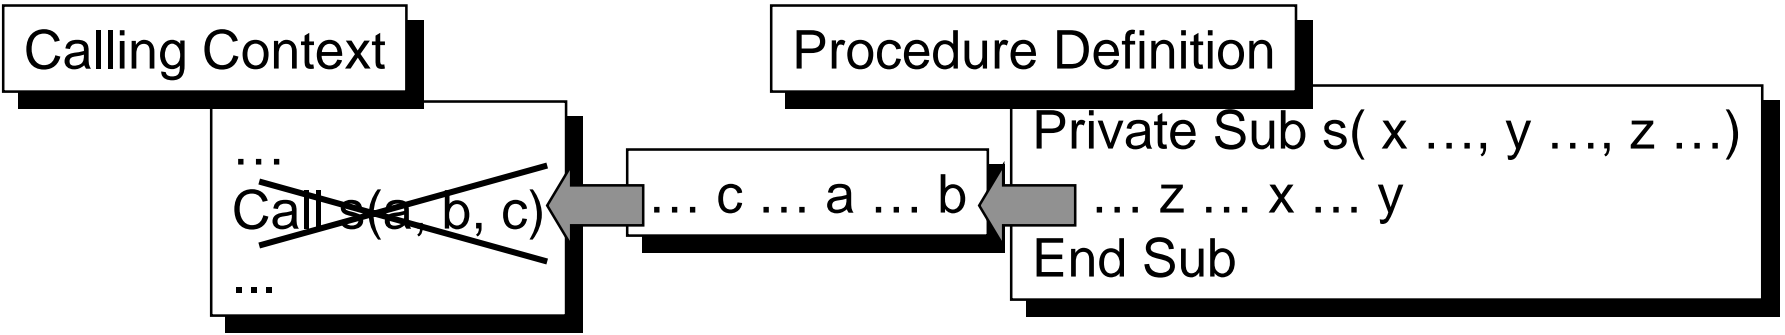 Calling Context
…
Call s(a, b, c)
...
… c … a … b
Procedure Definition
Private Sub s( x …, y …, z …)
… z … x … y
End Sub